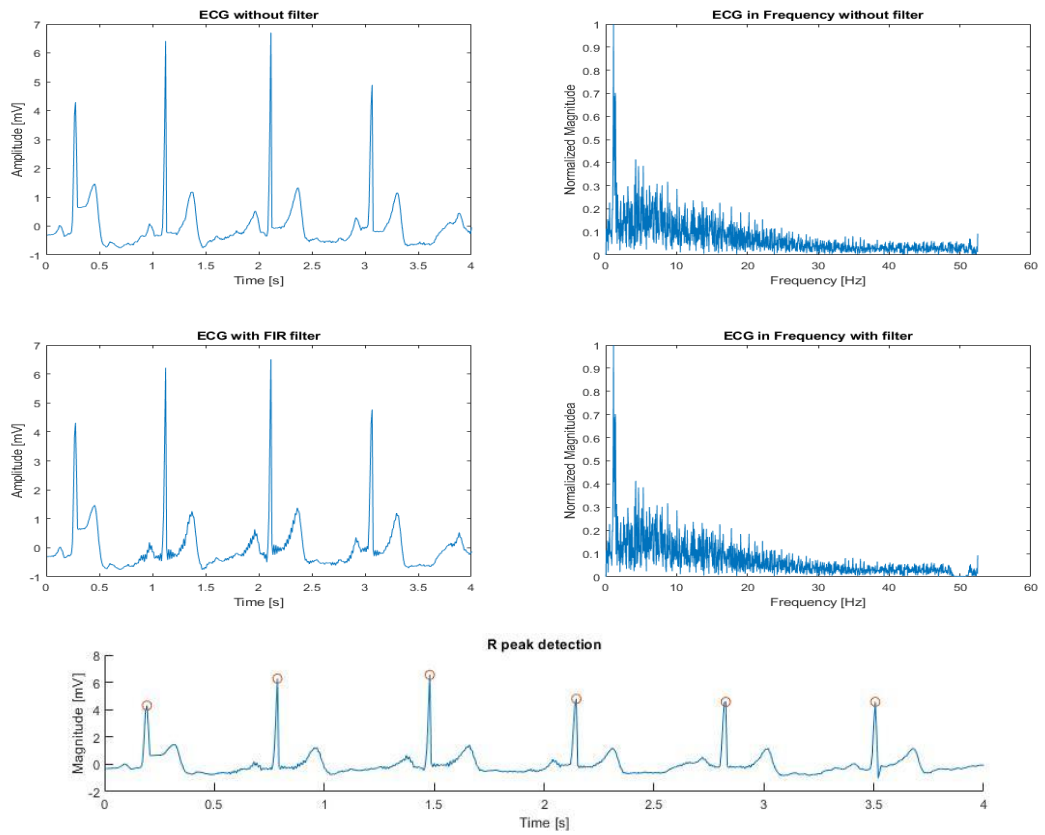 ECG without filter
7
6
5
4
3
2
1
0
-1
Amplitude [mV]
0 0.5 1 1.5 2 2.5 3 3.5 4
Time [s]
ECG in Frequency without filter
1
0.9
0.8
0.7
0.6
0.5
0.4
0.3
0.2
0.1
0
Normalized Magnitude
0 10 20 30 40 50 60
Frequency [Hz]
ECG with FIR filter
7
6
5
4
3
2
1
0
-1
Amplitude [mV]
0 0.5 1 1.5 2 2.5 3 3.5 4
Time [s]
ECG in Frequency with filter
1
0.9
0.8
0.7
0.6
0.5
0.4
0.3
0.2
0.1
0
Normalized Magnitudea
0 10 20 30 40 50 60
Frequency [Hz]
R peak detection
8
6
4
2
0
-2
Magnitude [mV]
0 0.5 1 1.5 2 2.5 3 3.5 4
Time [s]